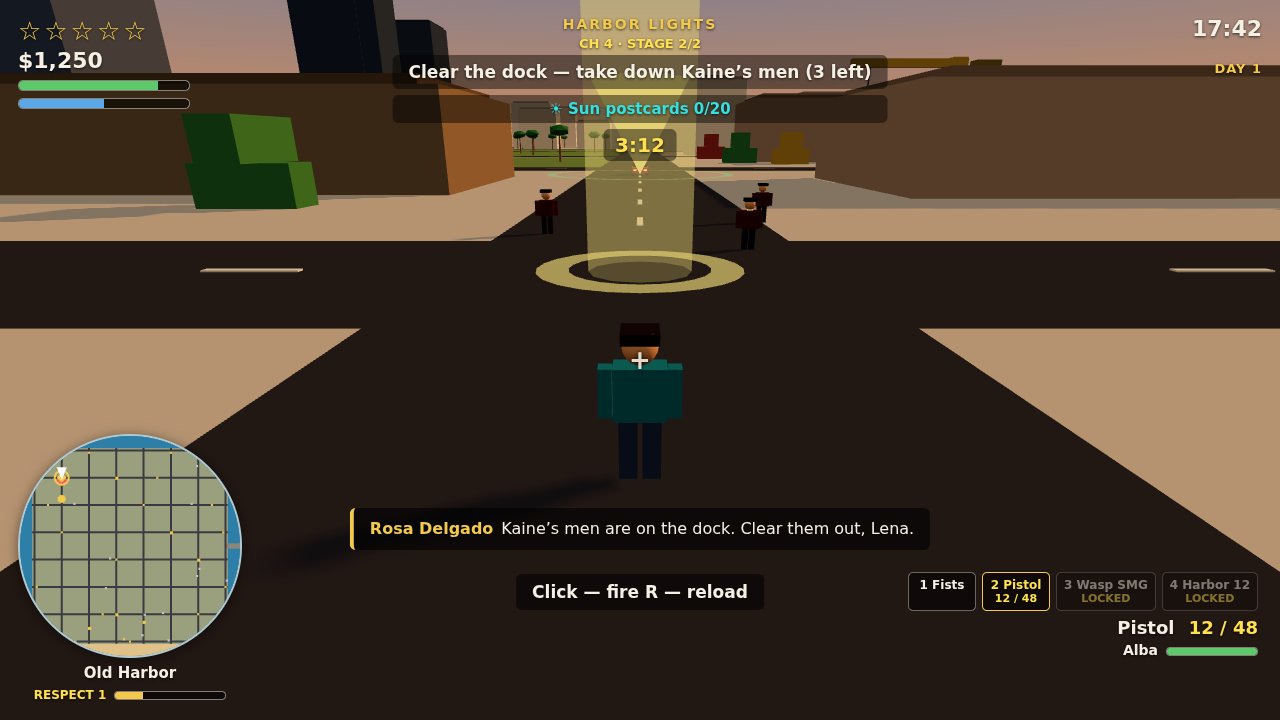 ☆☆☆☆☆
$1,250
HARBOR LIGHTS
CH 4 · STAGE 2/2
Clear the dock — take down Kaine’s men (3 left)
☀ Sun postcards 0/20
3:12
17:42
DAY 1
Rosa Delgado Kaine’s men are on the dock. Clear them out, Lena.
Click — fire R — reload
1 Fists
2 Pistol
12 / 48
3 Wasp SMG
LOCKED
4 Harbor 12
LOCKED
Pistol 12 / 48
Alba
Old Harbor
RESPECT 1